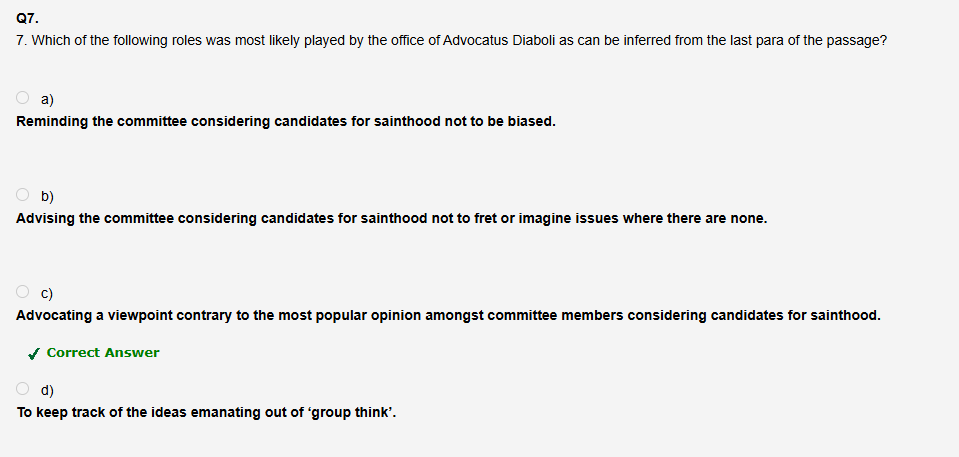 Q7.
7. Which of the following roles was most likely played by the office of Advocatus Diaboli as can be inferred from the last para of the passage?
a)
Reminding the committee considering candidates for sainthood not to be biased.
b)
Advising the committee considering candidates for sainthood not to fret or imagine issues where there are none.
c)
Advocating a viewpoint contrary to the most popular opinion amongst committee members considering candidates for sainthood.
✓ Correct Answer
d)
To keep track of the ideas emanating out of ‘group think’.